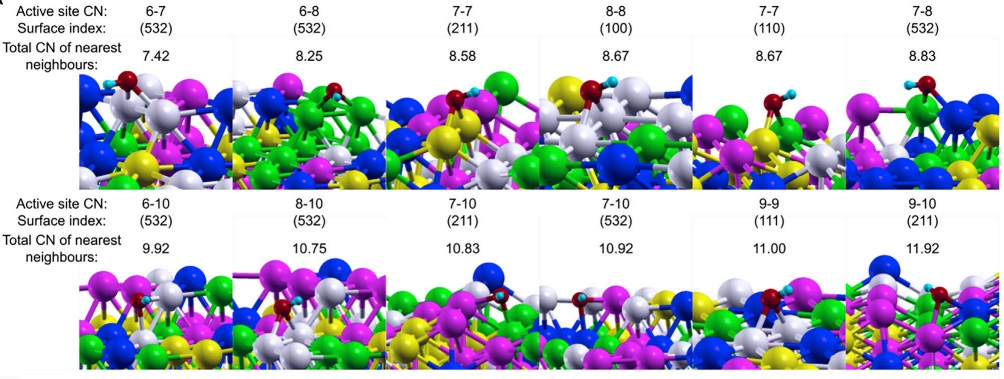 Active site CN: 6-7 6-8 7-7 8-8 7-7 7-8
Surface index: (532) (532) (211) (100) (110) (532)
Total CN of nearest
neighbours: 7.42 8.25 8.58 8.67 8.67 8.83
Active site CN: 6-10 8-10 7-10 7-10 9-9 9-10
Surface index: (532) (532) (211) (532) (111) (211)
Total CN of nearest
neighbours: 9.92 10.75 10.83 10.92 11.00 11.92